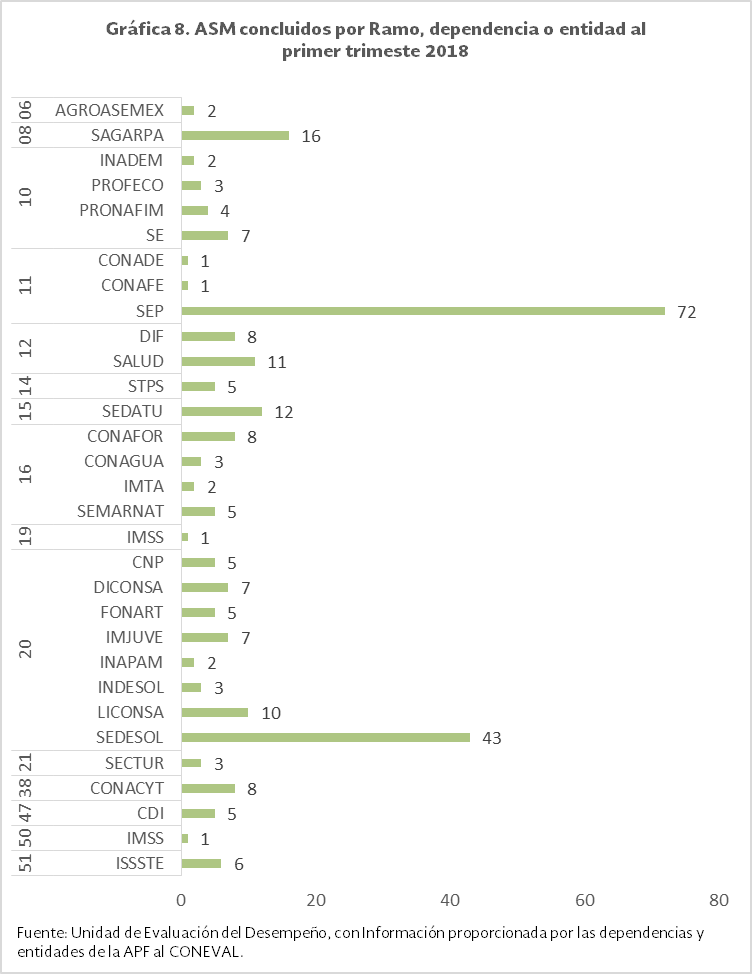 Gráfica 8. ASM concluidos por Ramo, dependencia o entidad al
primer trimestre 2018
06
AGROASEMEX 2
08
SAGARPA 16
10
INADEM 2
PROFECO 3
PRONAFIM 4
SE 7
11
CONADE 1
CONAFE 1
SEP 72
12
DIF 8
SALUD 11
14
STPS 5
15
SEDATU 12
16
CONAFOR 8
CONAGUA 3
IMTA 2
SEMARNAT 5
19
IMSS 1
20
CNP 5
DICONSA 7
FONART 5
IMJUVE 7
INAPAM 2
INDESOL 3
LICONSA 10
SEDESOL 43
21
SECTUR 3
38
CONACYT 8
47
CDI 5
50
IMSS 1
51
ISSSTE 6
0 20 40 60 80
Fuente: Unidad de Evaluación del Desempeño, con Información proporcionada por las dependencias y
entidades de la APF al CONEVAL.